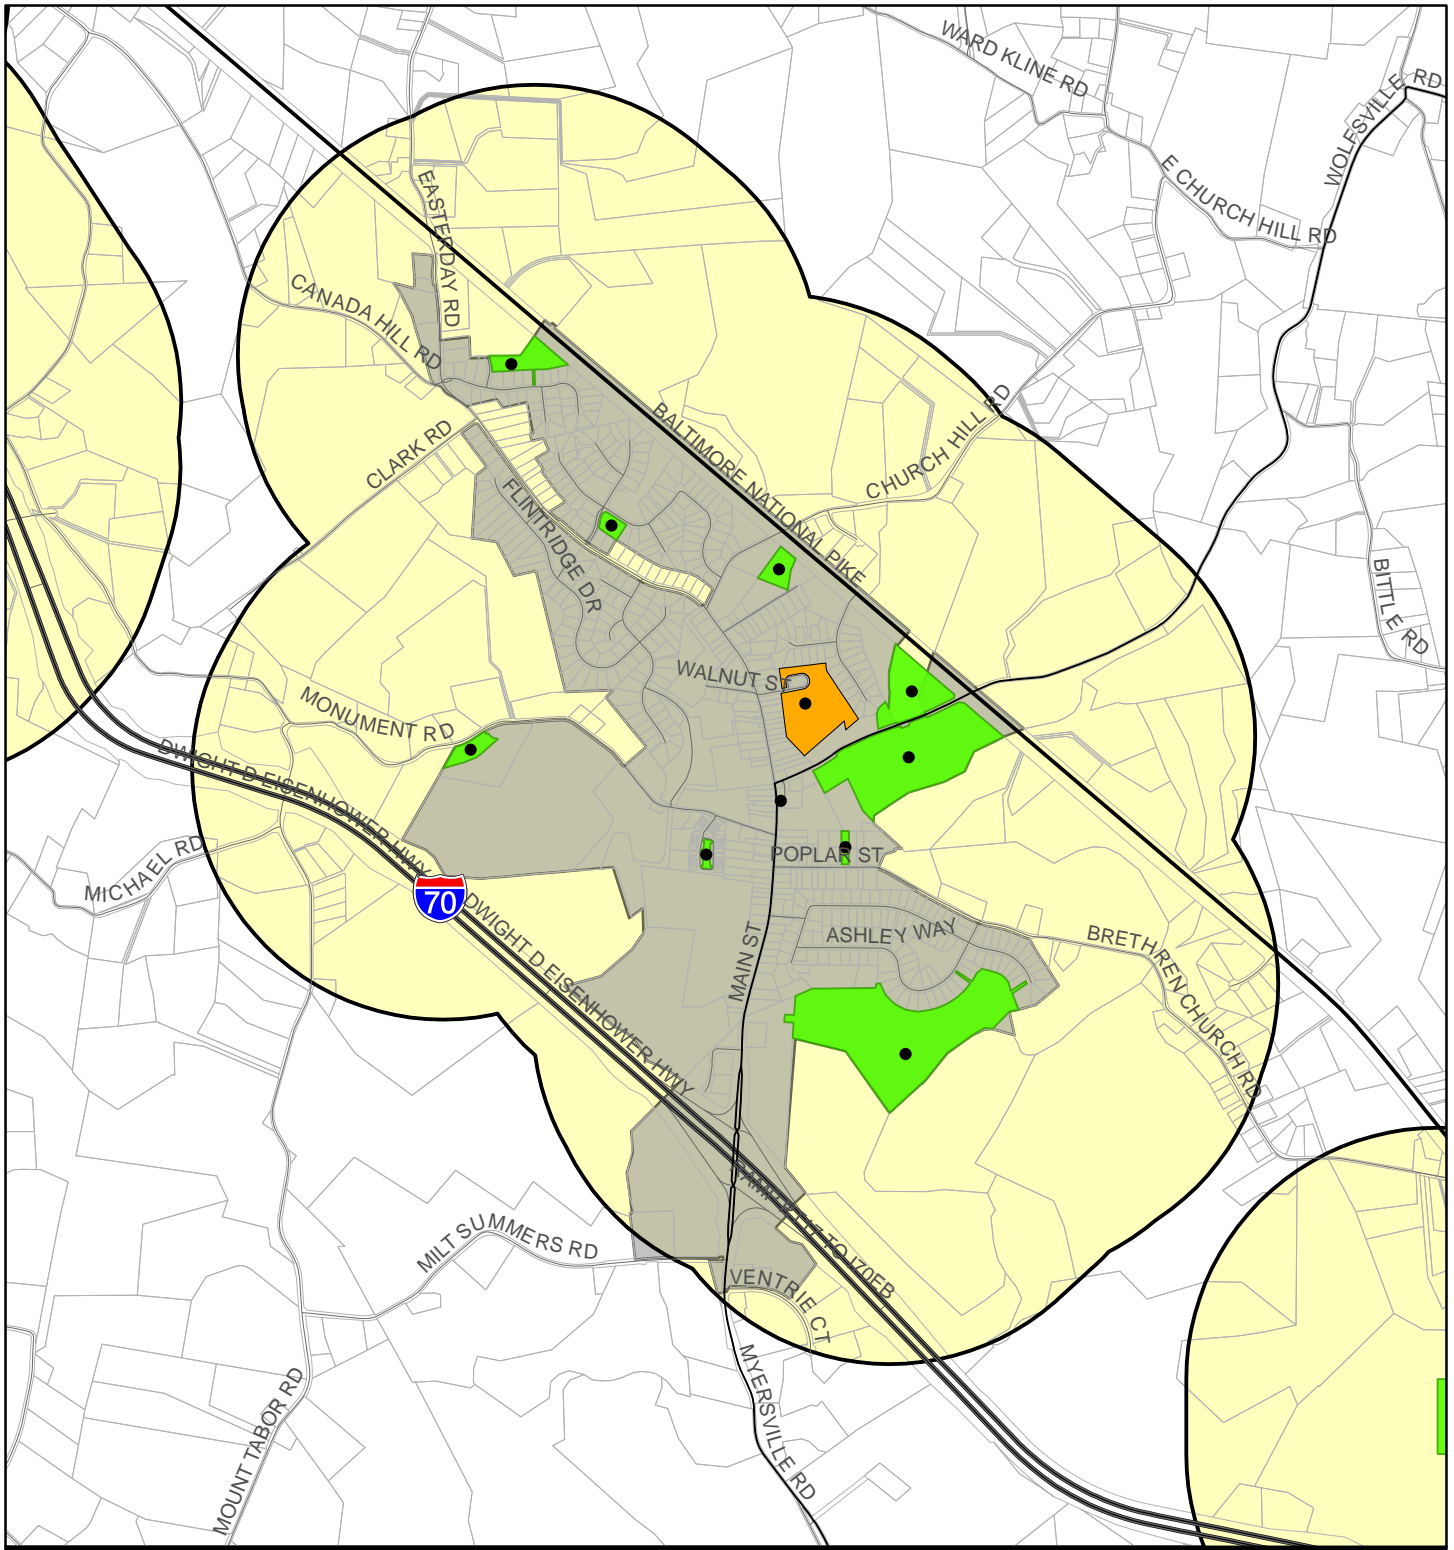 WARD KLINE RD
WOLFSVILLE RD
E CHURCH HILL RD
EASTERDAY RD
CANADA HILL RD
BALTIMORE NATIONAL PIKE
CHURCH HILL RD
CLARK RD
FLINTRIDGE DR
BITTLE RD
WALNUT ST
MONUMENT RD
DWIGHT D EISENHOWER HWY
MICHAEL RD
POPLAR ST
70
DWIGHT D EISENHOWER HWY
ASHLEY WAY
MAIN ST
BRETHREN CHURCH RD
TO I70EB
MILT SUMMERS RD
VENTRIE CT
MYERSVILLE RD
MOUNT TABOR RD